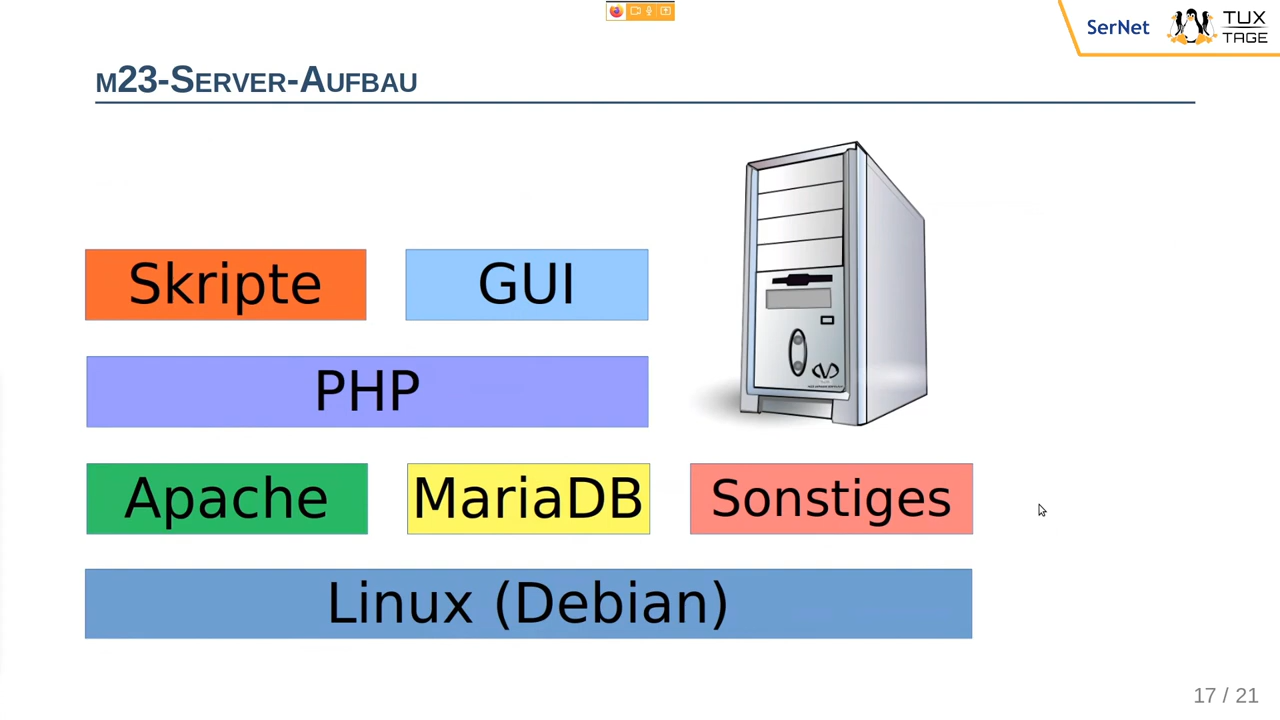 SerNet
TUX
TAGE
m23-Server-Aufbau
Skripte
GUI
PHP
Apache
MariaDB
Sonstiges
Linux (Debian)
17 / 21